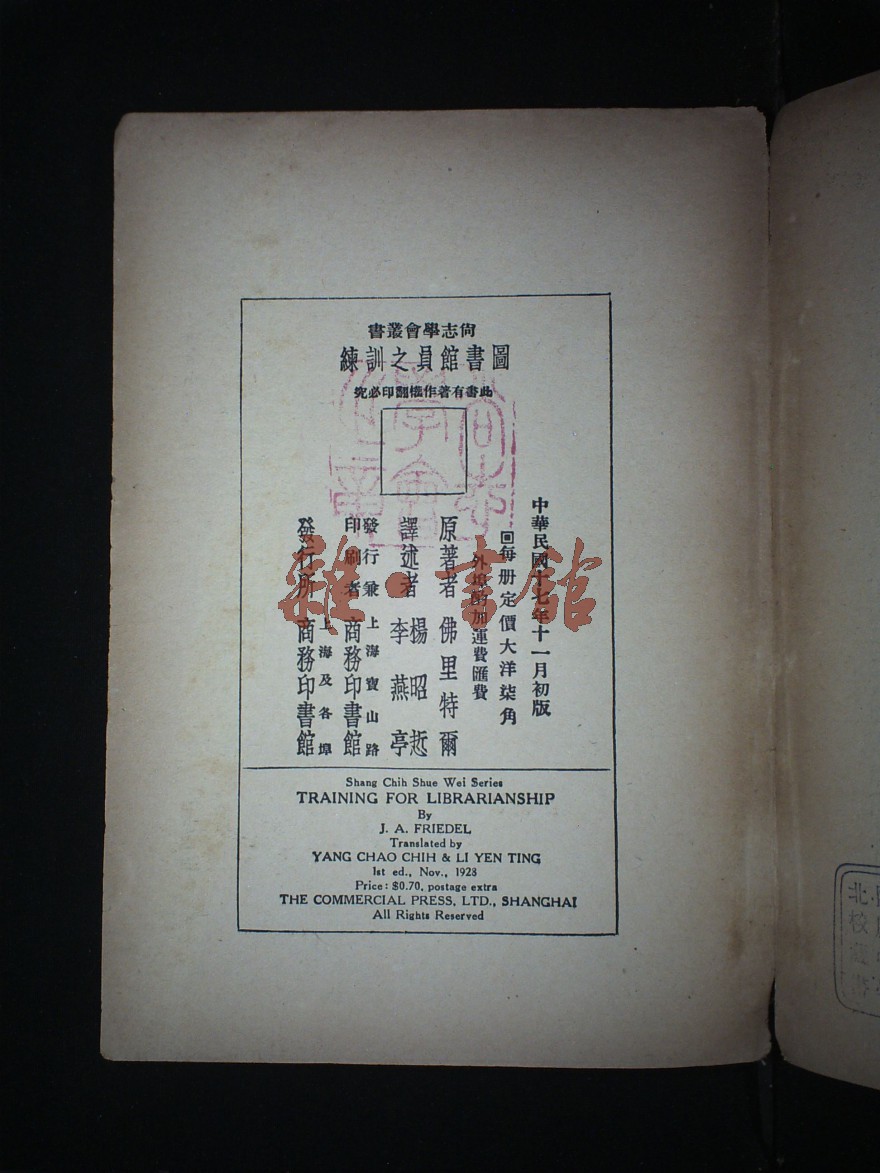 尙志學會叢書
圖書館員之訓練
此書有著作權翻印必究
中華民國十七年十一月初版
回每册定價大洋柒角
外埠酌加運費匯費
原著者 佛里特爾
譯述者 楊昭悊
李燕亭
發行兼 上海寶山路
印刷者 商務印書館
上海及各埠
發行所 商務印書館
Shang Chih Shue Wei Series
TRAINING FOR LIBRARIANSHIP
By
J. A. FRIEDEL
Translated by
YANG CHAO CHIH & LI YEN TING
1st ed., Nov., 1928
Price: $0.70, postage extra
THE COMMERCIAL PRESS, LTD., SHANGHAI
All Rights Reserved
雜·書館